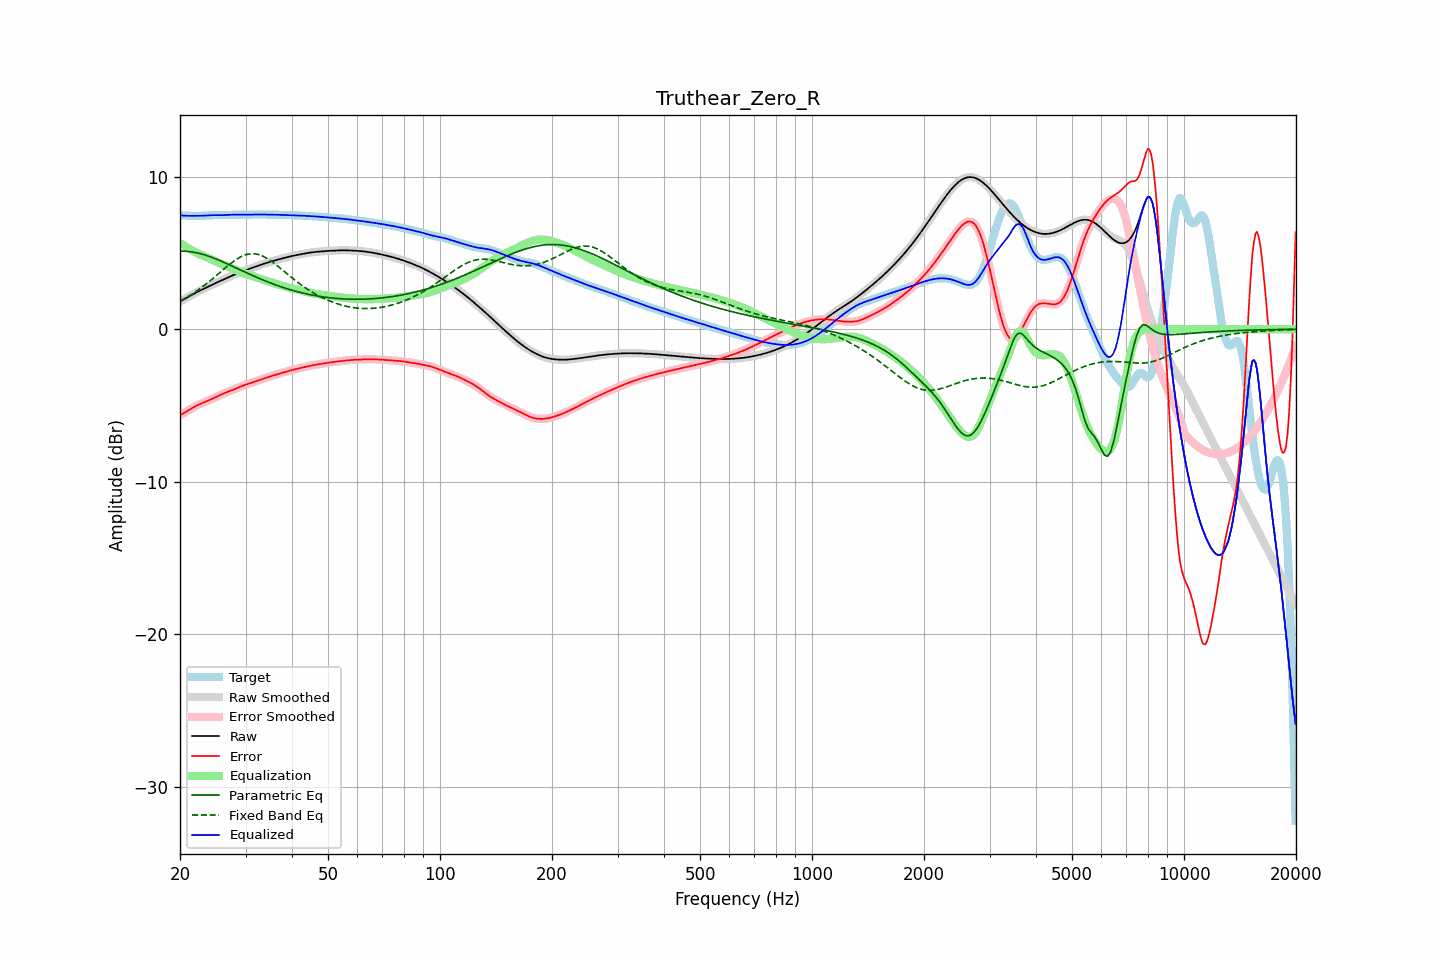 Truthear_Zero_R
Amplitude (dBr)
10
0
−10
−20
−30
Target
Raw Smoothed
Error Smoothed
Raw
Error
Equalization
Parametric Eq
Fixed Band Eq
Equalized
20 50 100 200 500 1000 2000 5000 10000 20000
Frequency (Hz)